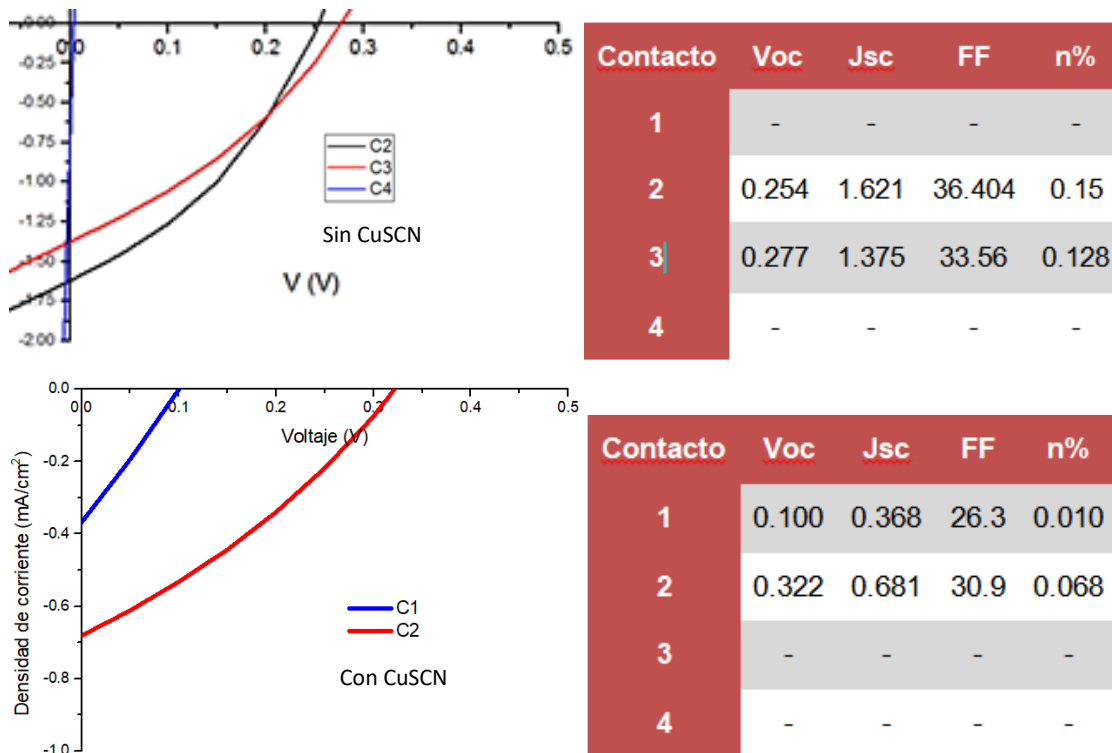 0.00
0.0 0.1 0.2 0.3 0.4 0.5
-0.25
-0.50
-0.75
-1.00
-1.25
-1.50
-1.75
-2.00
C2
C3
C4
Sin CuSCN
V (V)
Contacto Voc Jsc FF n%
1 - - - -
2 0.254 1.621 36.404 0.15
3 0.277 1.375 33.56 0.128
4 - - - -
0.0
0.0 0.1 0.2 0.3 0.4 0.5
Voltaje (V)
-0.2
-0.4
-0.6
-0.8
-1.0
Densidad de corriente (mA/cm²)
C1
C2
Con CuSCN
Contacto Voc Jsc FF n%
1 0.100 0.368 26.3 0.010
2 0.322 0.681 30.9 0.068
3 - - - -
4 - - - -